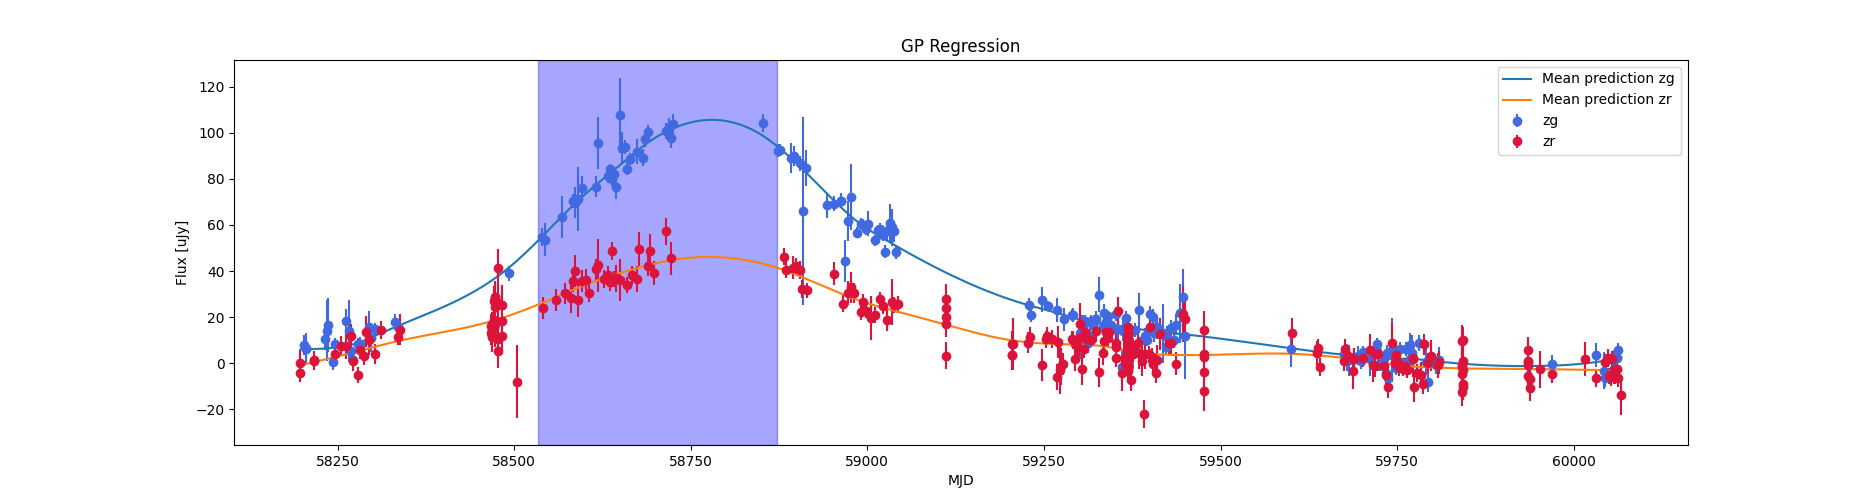 GP Regression
Flux [uJy]
120
100
80
60
40
20
0
−20
58250 58500 58750 59000 59250 59500 59750 60000
MJD
Mean prediction zg
Mean prediction zr
zg
zr